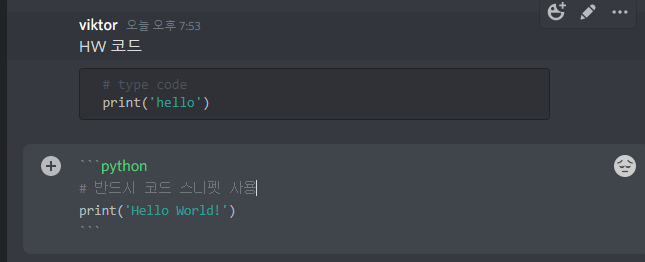 viktor 오늘 오후 7:53
HW 코드
# type code
print('hello')
```python
# 반드시 코드 스니펫 사용
print('Hello World!')
```